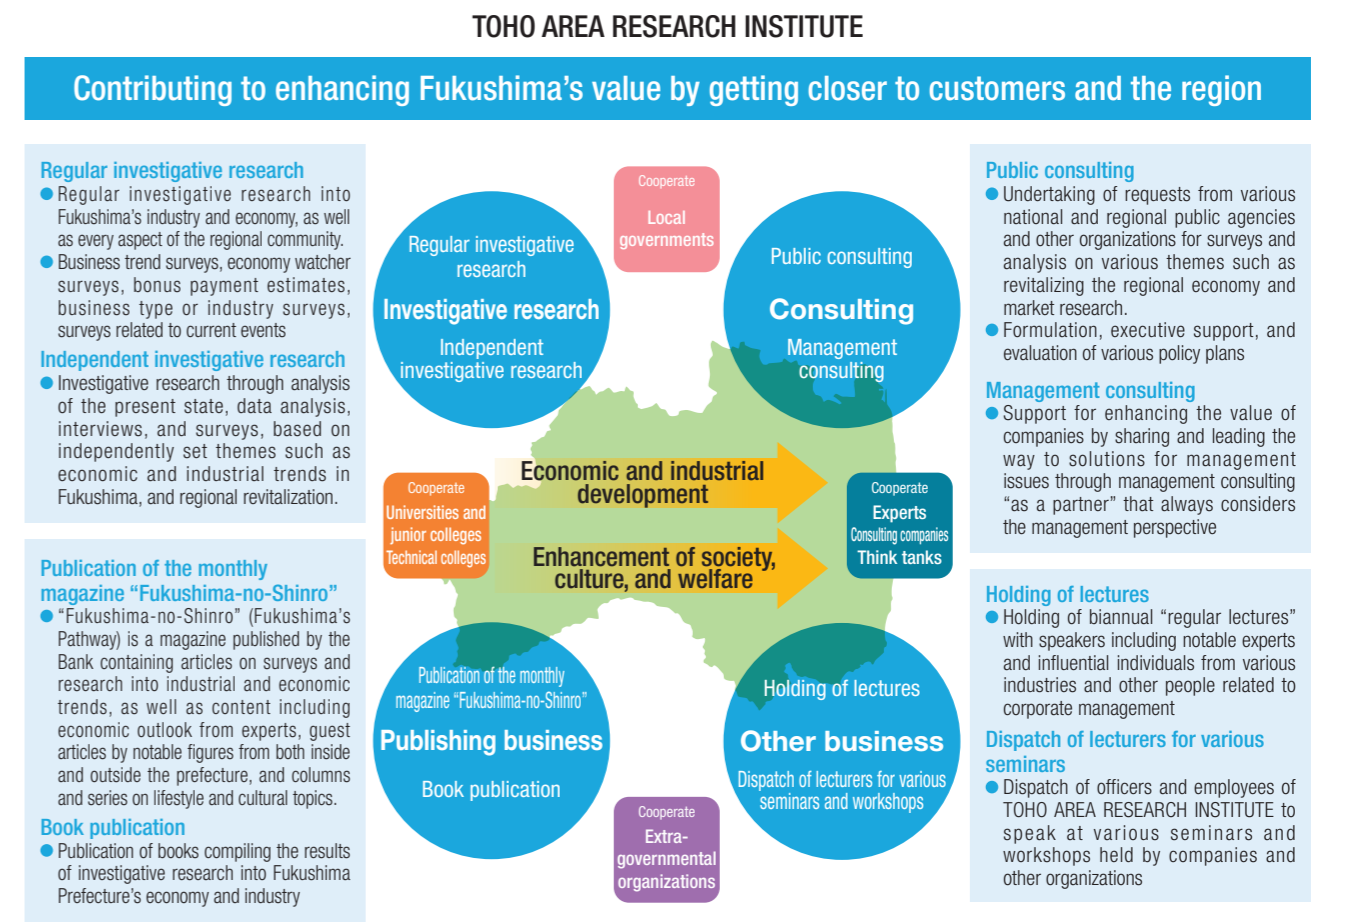 TOHO AREA RESEARCH INSTITUTE
Contributing to enhancing Fukushima's value by getting closer to customers and the region
Regular investigative research
● Regular investigative research into
Fukushima's industry and economy, as well
as every aspect of the regional community.
● Business trend surveys, economy watcher
surveys, bonus payment estimates,
business type or industry surveys,
surveys related to current events
Independent investigative research
● Investigative research through analysis
of the present state, data analysis,
interviews, and surveys, based on
independently set themes such as
economic and industrial trends in
Fukushima, and regional revitalization.
Publication of the monthly
magazine “Fukushima-no-Shinro”
● “Fukushima-no-Shinro” (Fukushima's
Pathway) is a magazine published by the
Bank containing articles on surveys and
research into industrial and economic
trends, as well as content including
economic outlook from experts, guest
articles by notable figures from both inside
and outside the prefecture, and columns
and series on lifestyle and cultural topics.
Book publication
● Publication of books compiling the results
of investigative research into Fukushima
Prefecture's economy and industry
Regular investigative
research
Investigative research
Independent
investigative research
Cooperate
Local
governments
Public consulting
Consulting
Management
consulting
Cooperate
Universities and
junior colleges
Technical colleges
Economic and industrial
development
Enhancement of society,
culture, and welfare
Cooperate
Experts
Consulting companies
Think tanks
Publication of the monthly
magazine “Fukushima-no-Shinro”
Publishing business
Book publication
Cooperate
Extra-
governmental
organizations
Holding of lectures
Other business
Dispatch of lecturers for various
seminars and workshops
Public consulting
● Undertaking of requests from various
national and regional public agencies
and other organizations for surveys and
analysis on various themes such as
revitalizing the regional economy and
market research.
● Formulation, executive support, and
evaluation of various policy plans
Management consulting
● Support for enhancing the value of
companies by sharing and leading the
way to solutions for management
issues through management consulting
“as a partner” that always considers
the management perspective
Holding of lectures
● Holding of biannual “regular lectures”
with speakers including notable experts
and influential individuals from various
industries and other people related to
corporate management
Dispatch of lecturers for various
seminars
● Dispatch of officers and employees of
TOHO AREA RESEARCH INSTITUTE to
speak at various seminars and
workshops held by companies and
other organizations